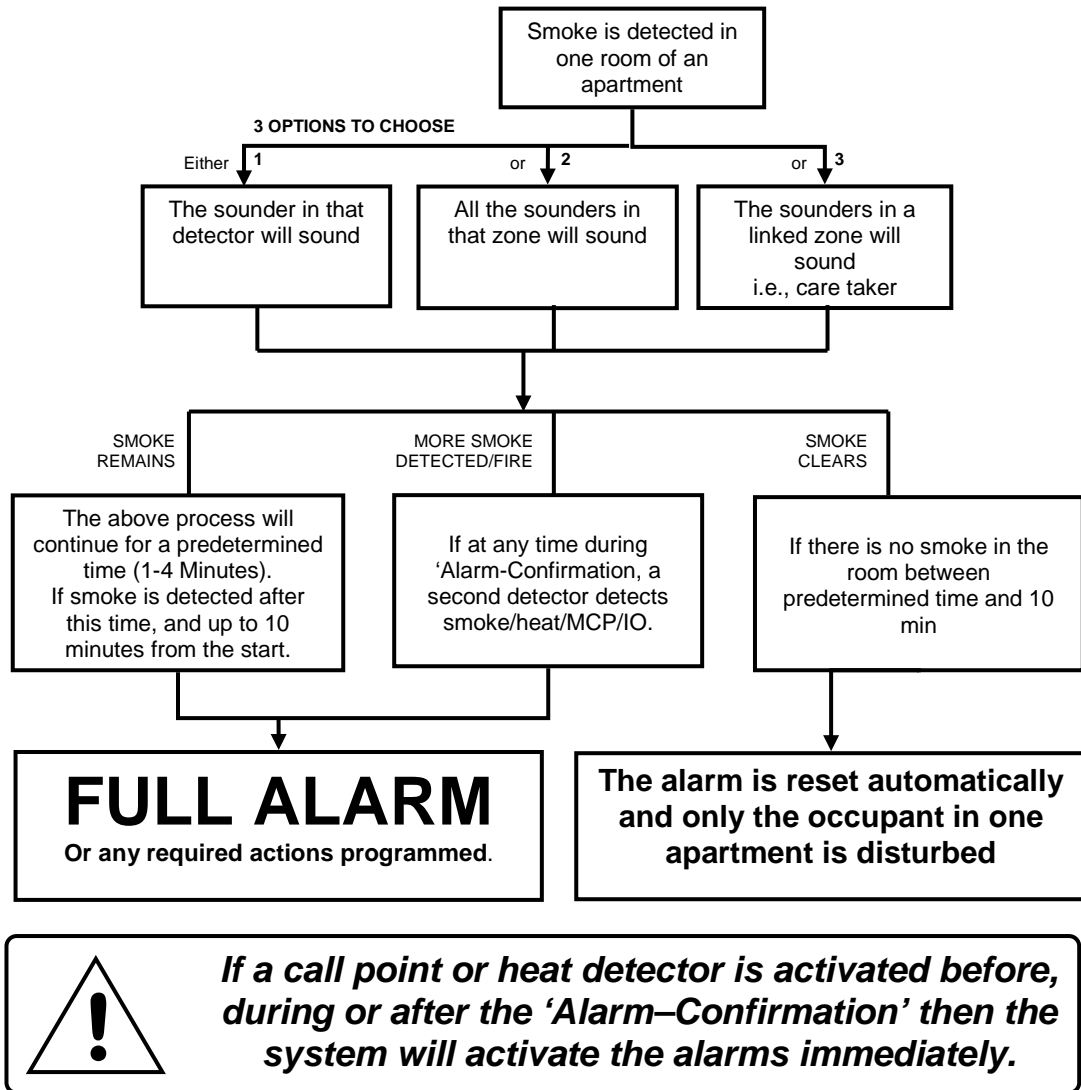 Smoke is detected in
one room of an
apartment
3 OPTIONS TO CHOOSE
Either 1
or 2
or 3
The sounder in that
detector will sound
All the sounders in
that zone will sound
The sounders in a
linked zone will
sound
i.e., care taker
SMOKE
REMAINS
MORE SMOKE
DETECTED/FIRE
SMOKE
CLEARS
The above process will
continue for a predetermined
time (1-4 Minutes).
If smoke is detected after
this time, and up to 10
minutes from the start.
If at any time during
‘Alarm-Confirmation, a
second detector detects
smoke/heat/MCP/IO.
If there is no smoke in the
room between
predetermined time and 10
min
FULL ALARM
Or any required actions programmed.
The alarm is reset automatically
and only the occupant in one
apartment is disturbed
If a call point or heat detector is activated before,
during or after the ‘Alarm–Confirmation’ then the
system will activate the alarms immediately.